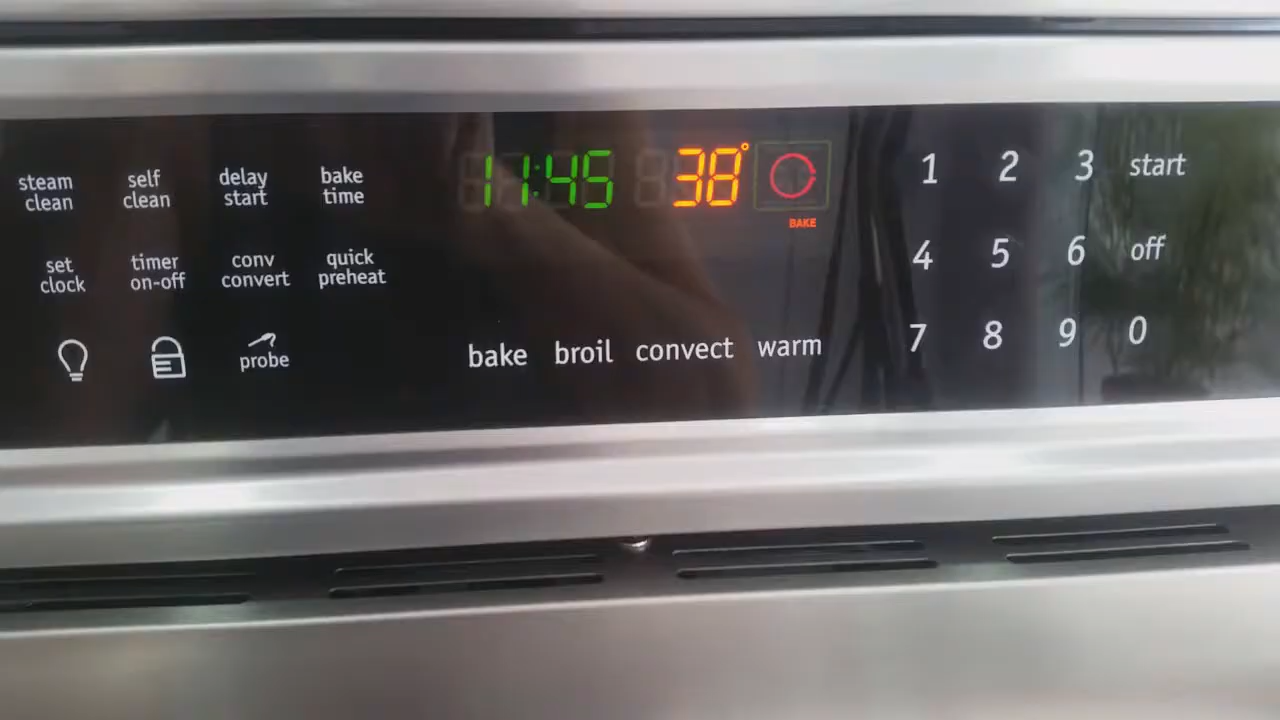 steam clean
self clean
delay start
bake time
11:45
38°
BAKE
1 2 3 start
set clock
timer on-off
conv convert
quick preheat
4 5 6 off
probe
bake broil convect warm
7 8 9 0